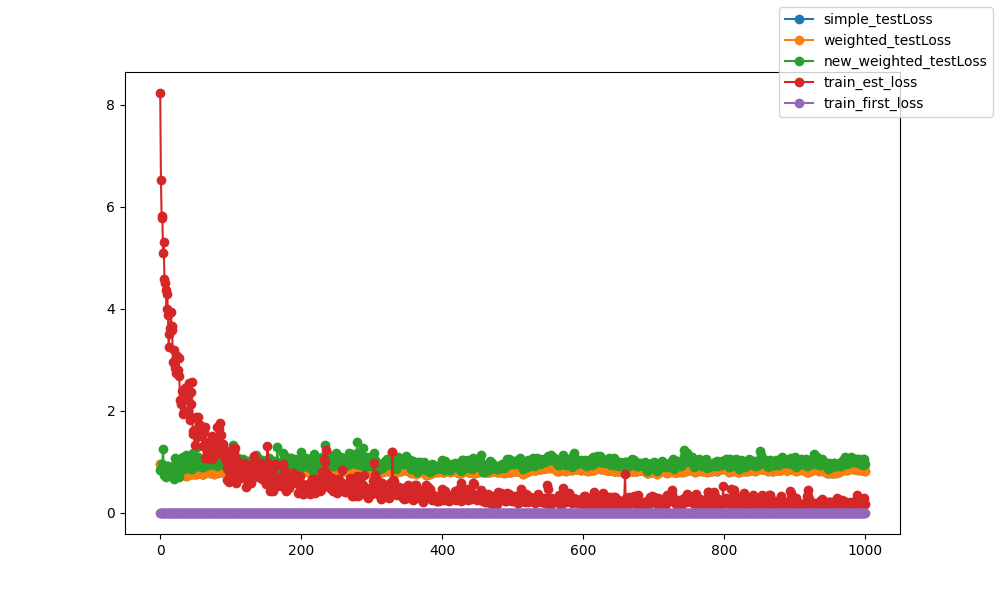 simple_testLoss
weighted_testLoss
new_weighted_testLoss
train_est_loss
train_first_loss
8
6
4
2
0
0 200 400 600 800 1000